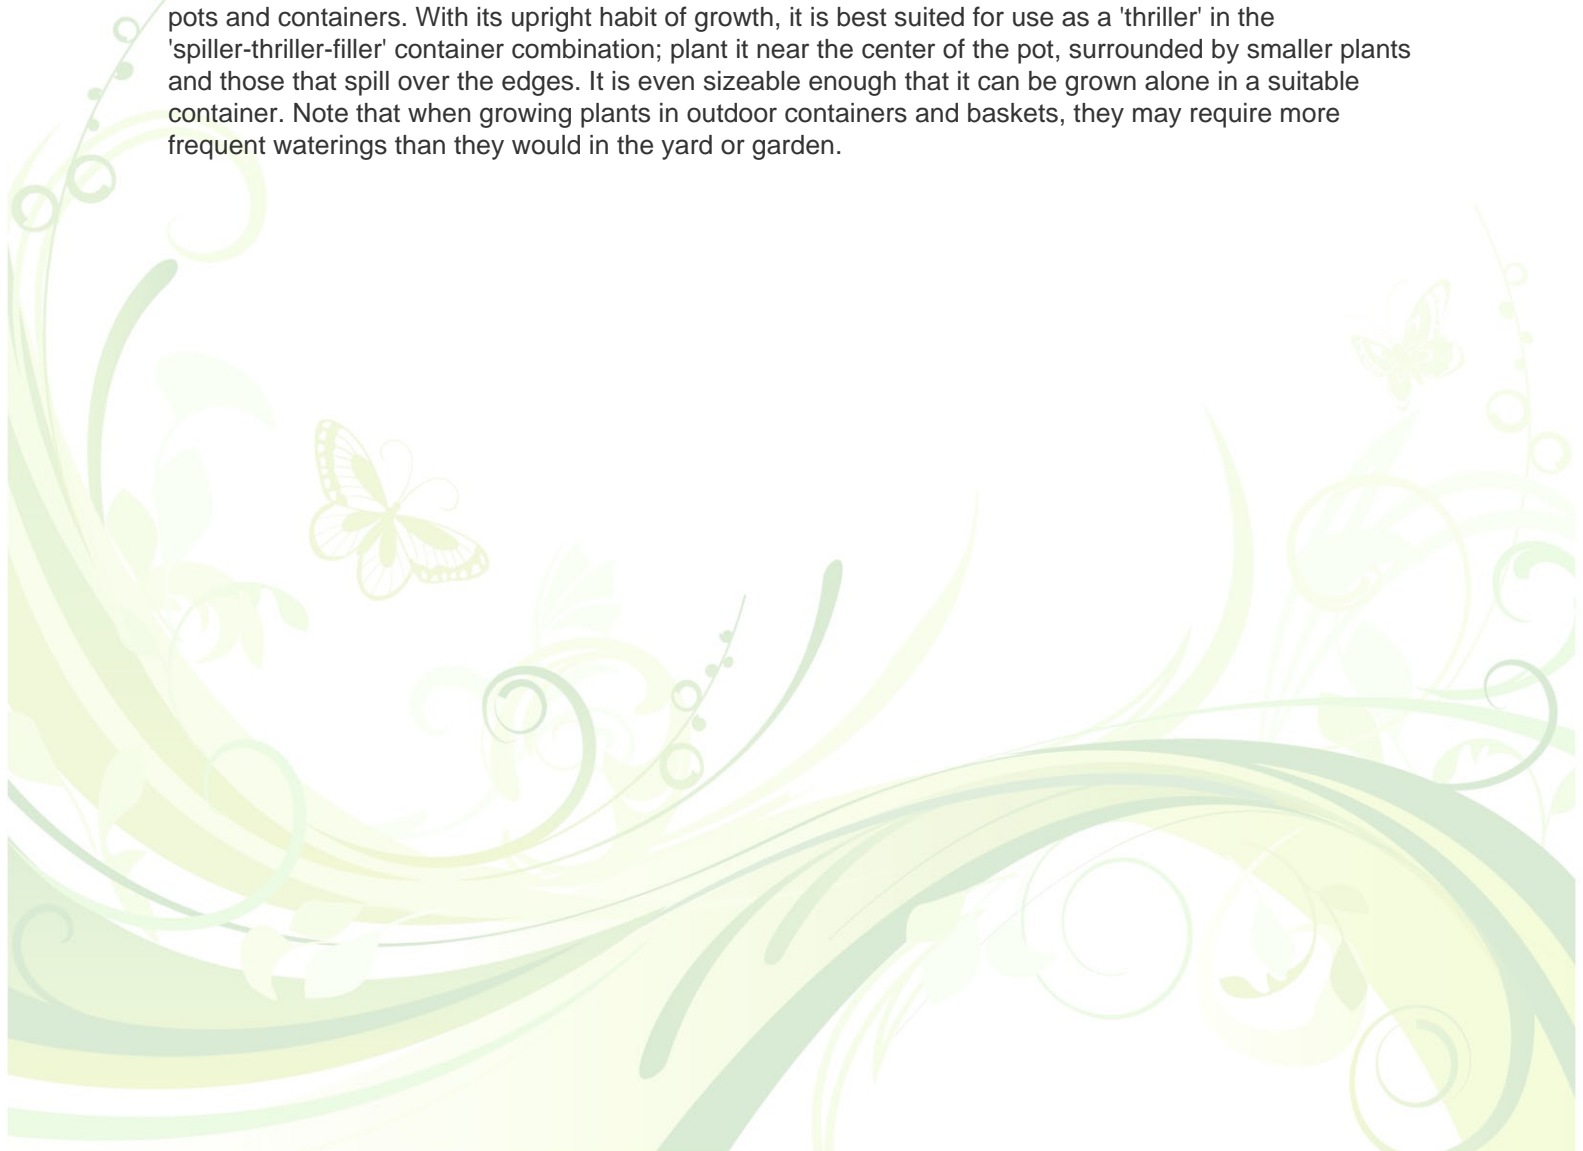 pots and containers. With its upright habit of growth, it is best suited for use as a 'thriller' in the
'spiller-thriller-filler' container combination; plant it near the center of the pot, surrounded by smaller plants
and those that spill over the edges. It is even sizeable enough that it can be grown alone in a suitable
container. Note that when growing plants in outdoor containers and baskets, they may require more
frequent waterings than they would in the yard or garden.